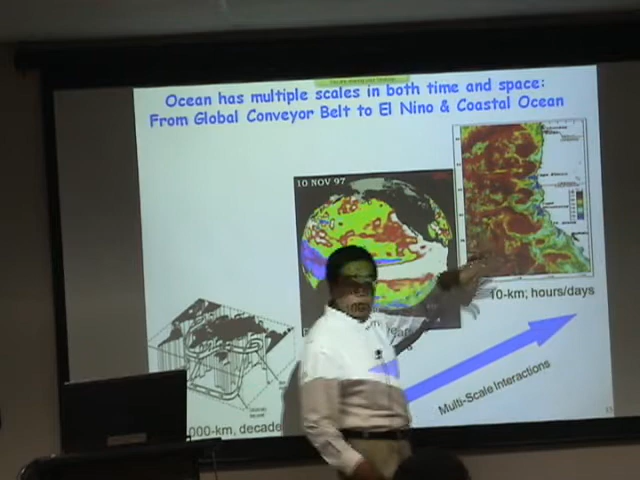 Ocean has multiple scales in both time and space:
From Global Conveyor Belt to El Nino & Coastal Ocean
10 NOV 97
10-km; hours/days
Multi-Scale Interactions
000-km, decade